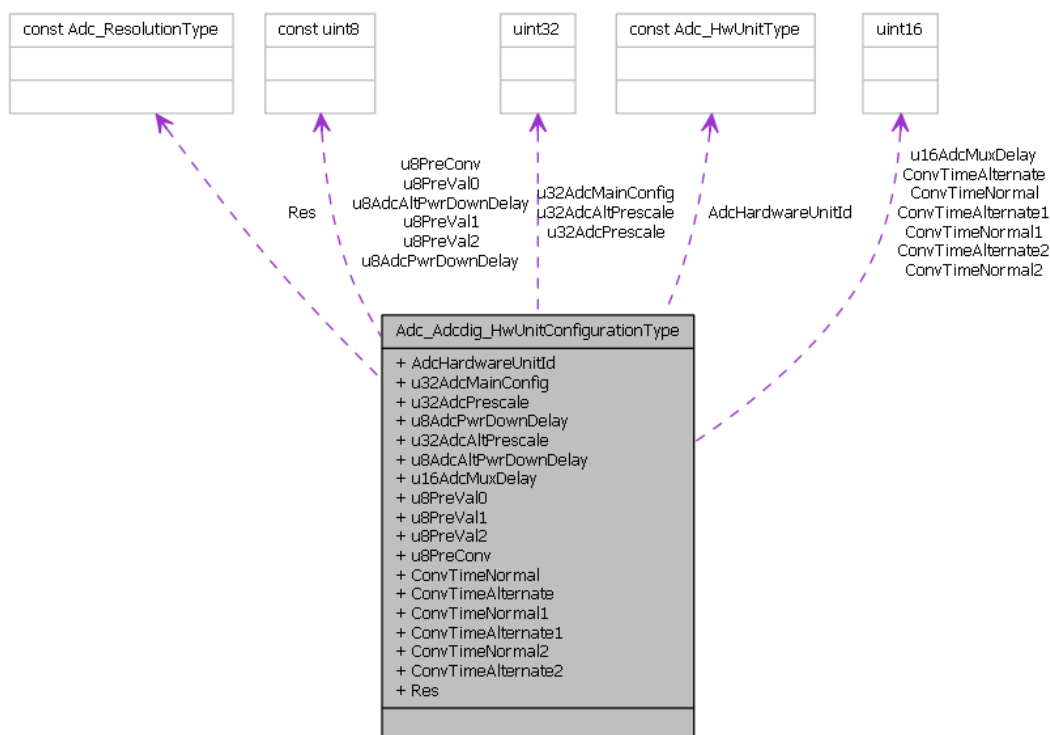 const Adc_ResolutionType
const uint8
uint32
const Adc_HwUnitType
uint16
Res
u8PreConv
u8PreVal0
u8AdcAltPwrDownDelay
u8PreVal1
u8PreVal2
u8AdcPwrDownDelay
u32AdcMainConfig
u32AdcAltPrescale
u32AdcPrescale
AdcHardwareUnitId
u16AdcMuxDelay
ConvTimeAlternate
ConvTimeNormal
ConvTimeAlternate1
ConvTimeNormal1
ConvTimeAlternate2
ConvTimeNormal2
Adc_Adcdig_HwUnitConfigurationType
+ AdcHardwareUnitId
+ u32AdcMainConfig
+ u32AdcPrescale
+ u8AdcPwrDownDelay
+ u32AdcAltPrescale
+ u8AdcAltPwrDownDelay
+ u16AdcMuxDelay
+ u8PreVal0
+ u8PreVal1
+ u8PreVal2
+ u8PreConv
+ ConvTimeNormal
+ ConvTimeAlternate
+ ConvTimeNormal1
+ ConvTimeAlternate1
+ ConvTimeNormal2
+ ConvTimeAlternate2
+ Res